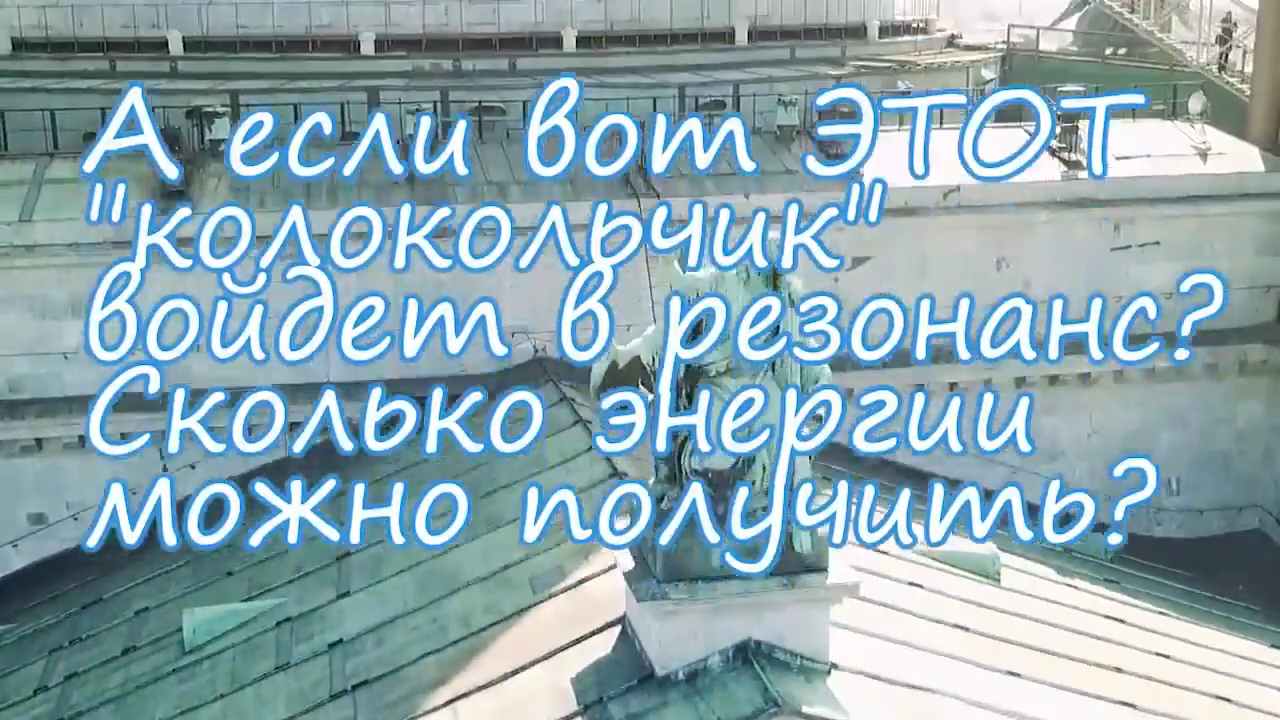 А если вот ЭТОТ
"колокольчик"
войдет в резонанс?
Сколько энергии
можно получить?